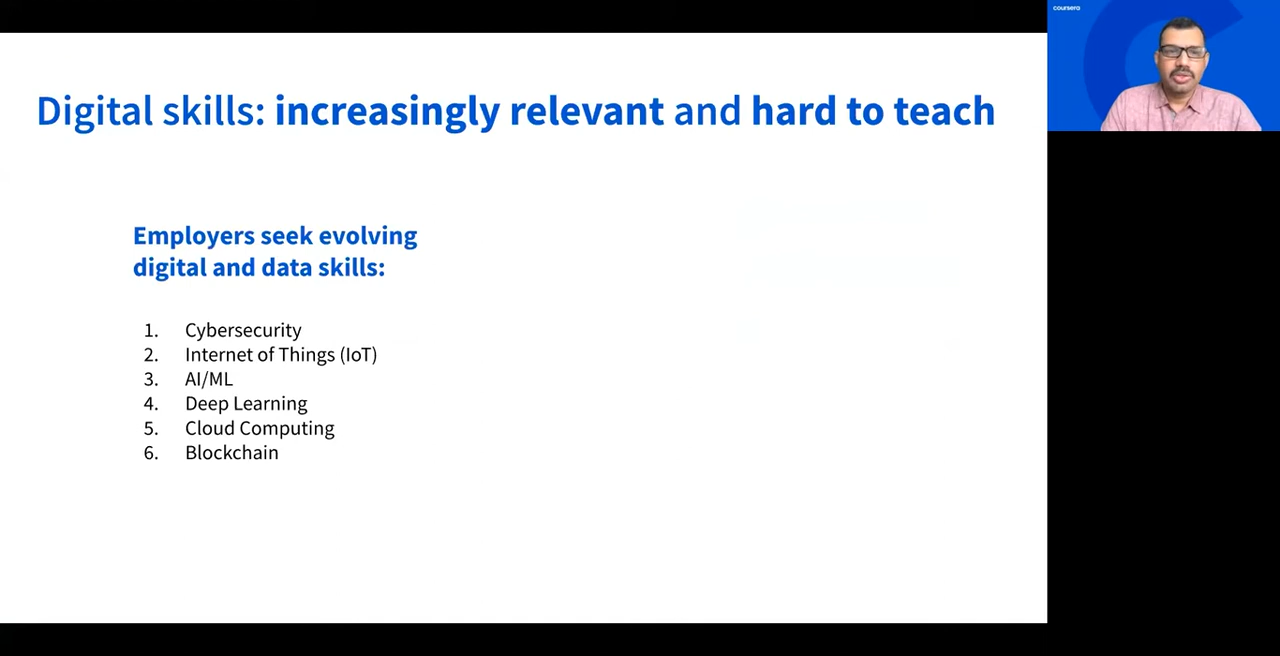 coursera
Digital skills: increasingly relevant and hard to teach
Employers seek evolving
digital and data skills:
1. Cybersecurity
2. Internet of Things (IoT)
3. AI/ML
4. Deep Learning
5. Cloud Computing
6. Blockchain